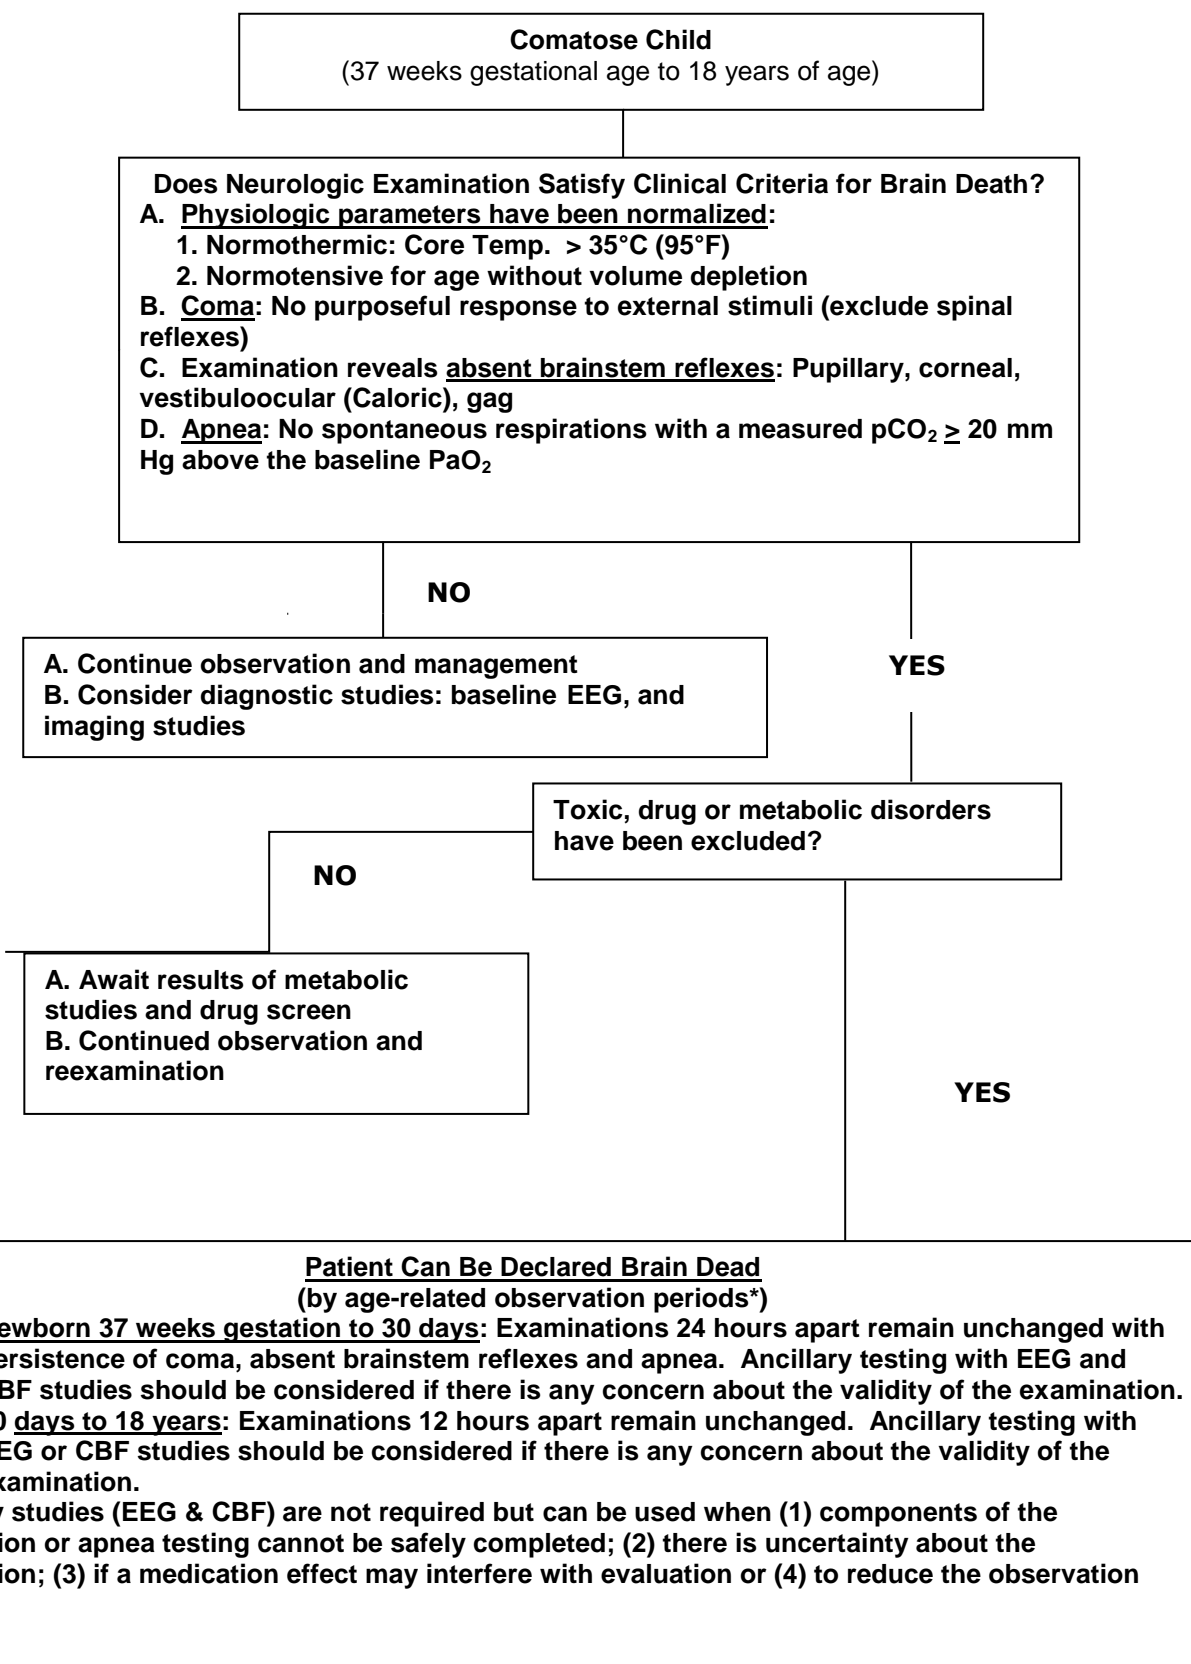 Comatose Child
(37 weeks gestational age to 18 years of age)
Does Neurologic Examination Satisfy Clinical Criteria for Brain Death?
A. Physiologic parameters have been normalized:
1. Normothermic: Core Temp. > 35°C (95°F)
2. Normotensive for age without volume depletion
B. Coma: No purposeful response to external stimuli (exclude spinal
reflexes)
C. Examination reveals absent brainstem reflexes: Pupillary, corneal,
vestibuloocular (Caloric), gag
D. Apnea: No spontaneous respirations with a measured pCO₂ ≥ 20 mm
Hg above the baseline PaO₂
NO
A. Continue observation and management
B. Consider diagnostic studies: baseline EEG, and
imaging studies
YES
Toxic, drug or metabolic disorders
have been excluded?
NO
A. Await results of metabolic
studies and drug screen
B. Continued observation and
reexamination
YES
Patient Can Be Declared Brain Dead
(by age-related observation periods*)
ewborn 37 weeks gestation to 30 days: Examinations 24 hours apart remain unchanged with
ersistence of coma, absent brainstem reflexes and apnea. Ancillary testing with EEG and
BF studies should be considered if there is any concern about the validity of the examination.
0 days to 18 years: Examinations 12 hours apart remain unchanged. Ancillary testing with
EG or CBF studies should be considered if there is any concern about the validity of the
xamination.
y studies (EEG & CBF) are not required but can be used when (1) components of the
ion or apnea testing cannot be safely completed; (2) there is uncertainty about the
ion; (3) if a medication effect may interfere with evaluation or (4) to reduce the observation